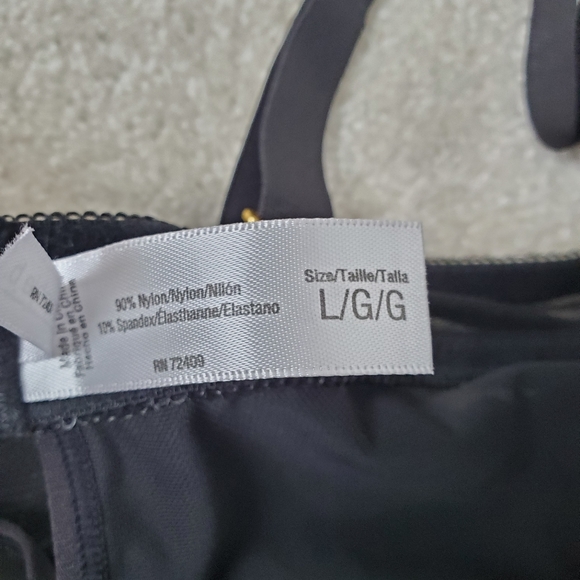 90% Nylon/Nylon/Nilón
10% Spandex/Élasthanne/Elastano
RN 72409
Size/Taille/Talla
L/G/G
Made in China
Fabriqué en Chine
Hecho en China